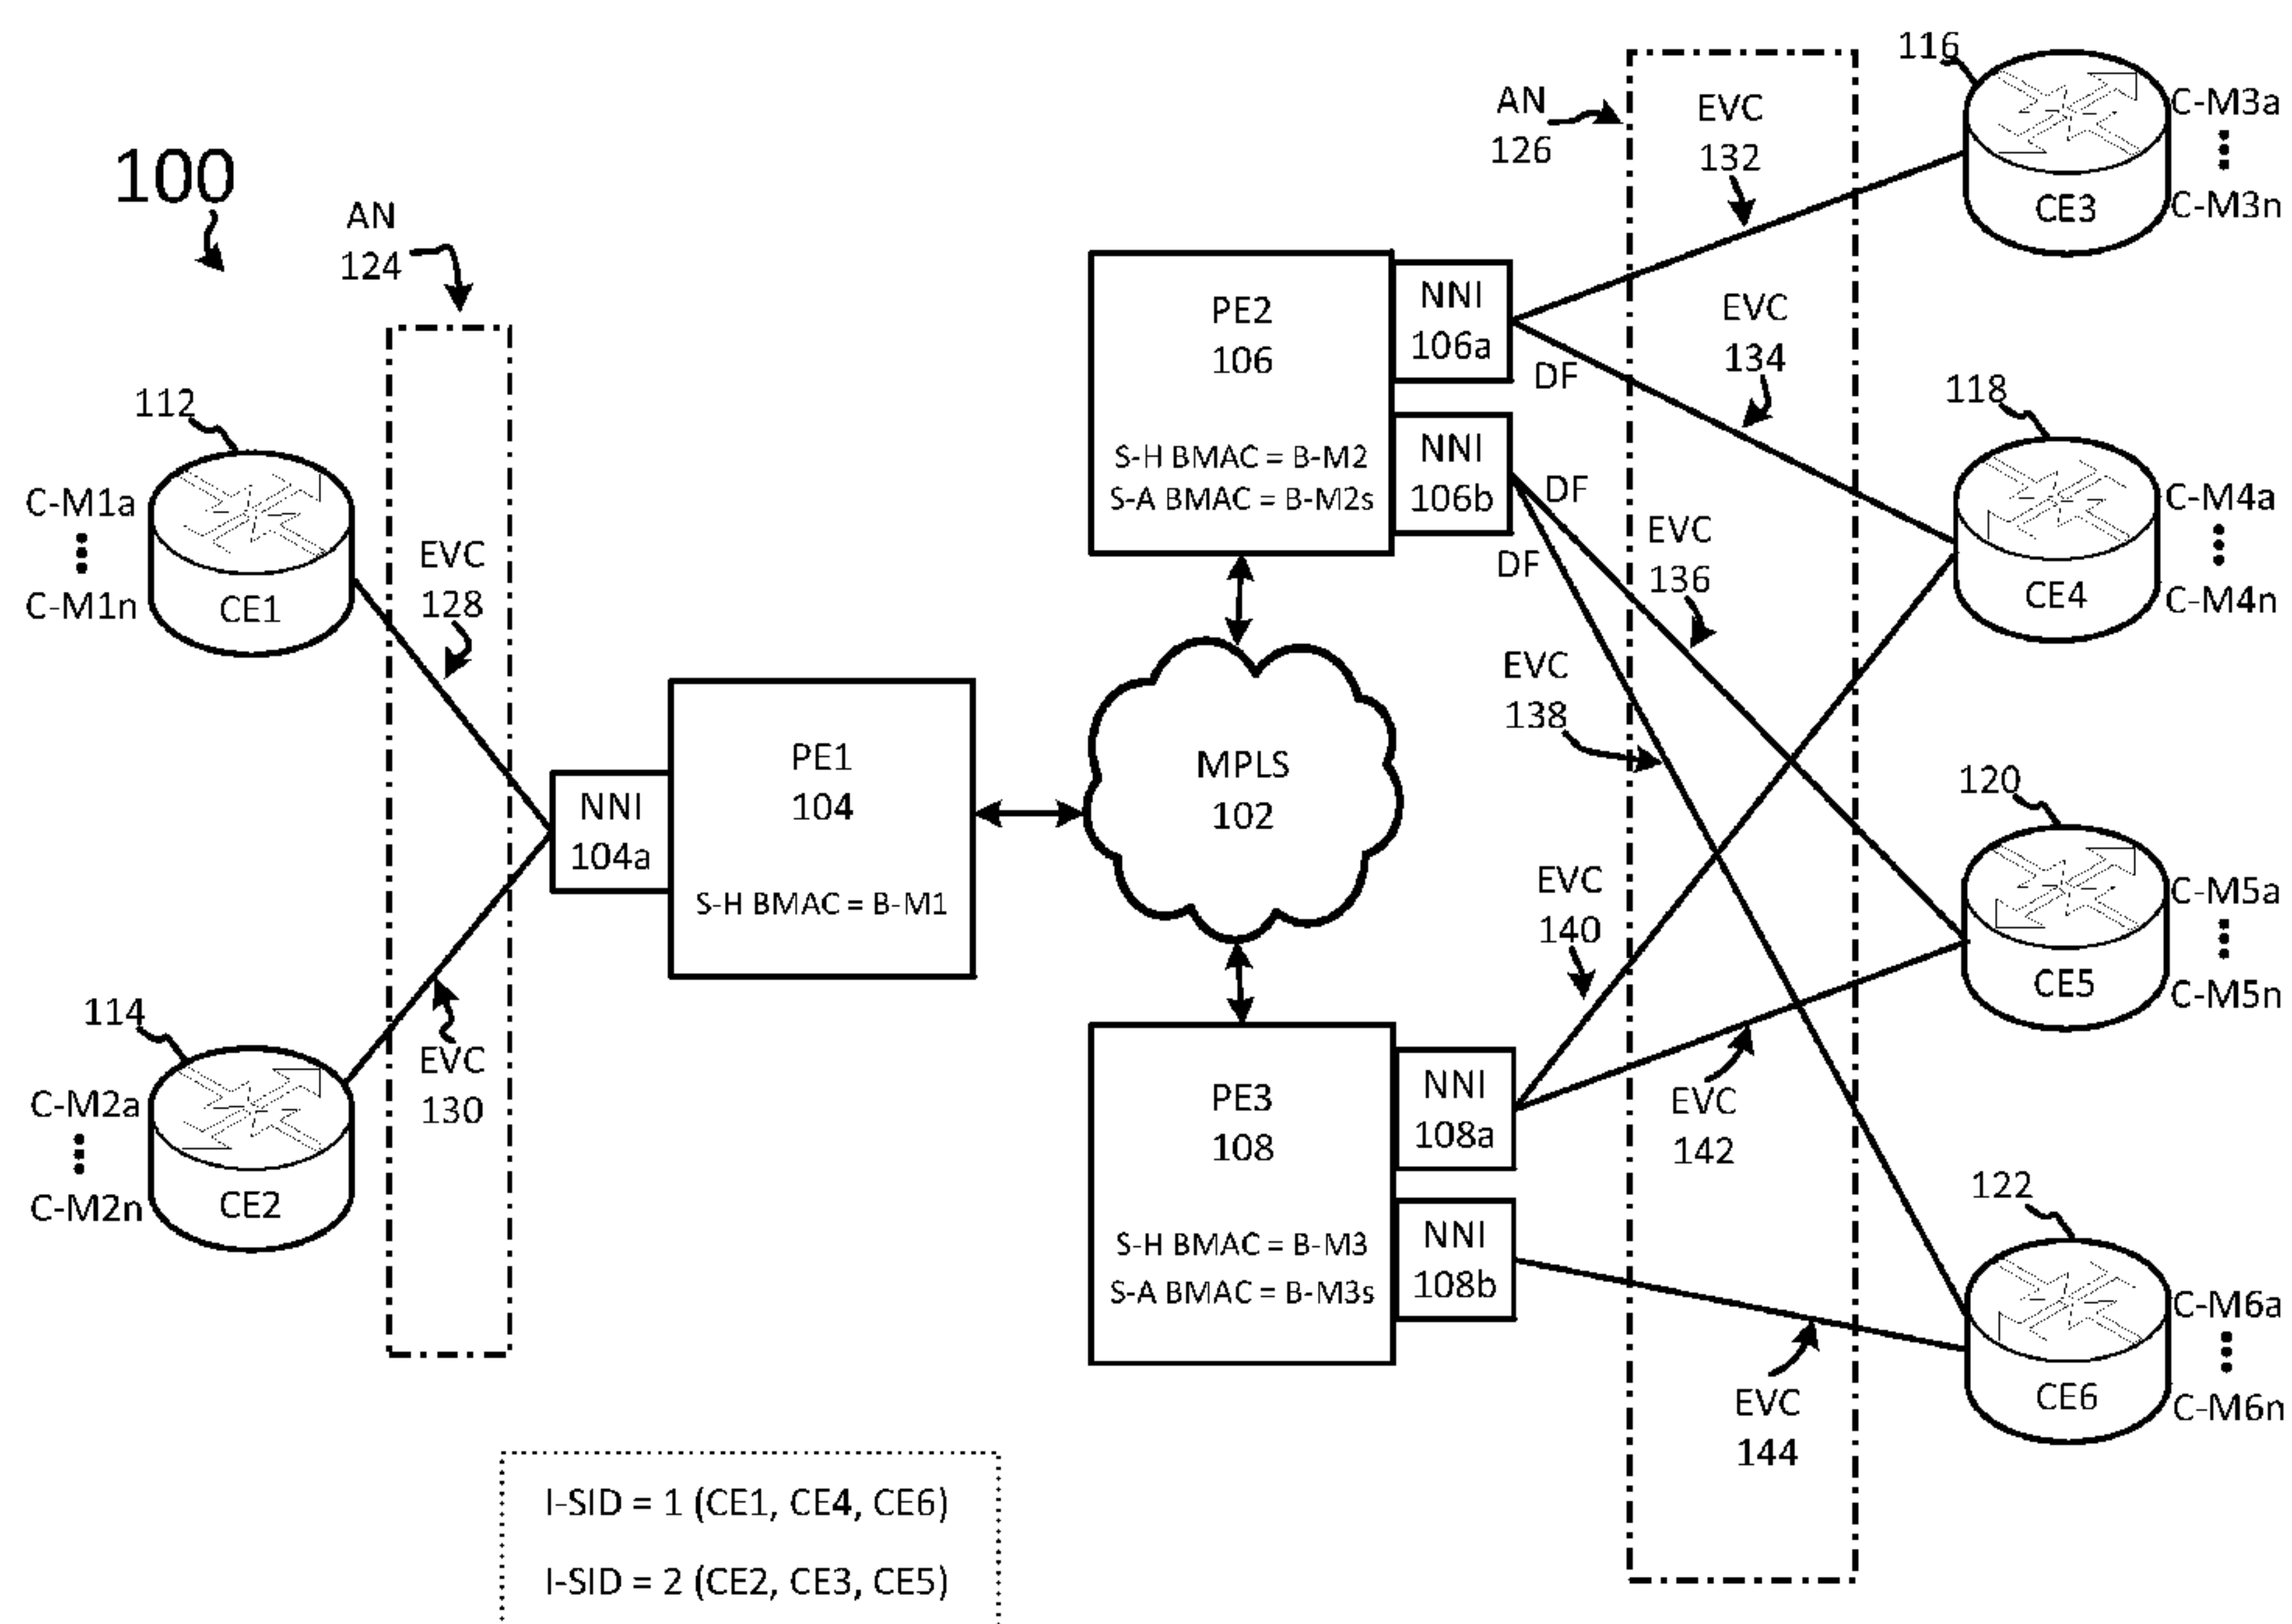 100
AN
124
112
C-M1a
C-M1n
CE1
EVC
128
114
C-M2a
C-M2n
CE2
EVC
130
NNI
104a
PE1
104
S-H BMAC = B-M1
MPLS
102
PE2
106
S-H BMAC = B-M2
S-A BMAC = B-M2s
NNI
106a
NNI
106b
DF
DF
DF
PE3
108
S-H BMAC = B-M3
S-A BMAC = B-M3s
NNI
108a
NNI
108b
AN
126
EVC
132
EVC
134
EVC
136
EVC
138
EVC
140
EVC
142
EVC
144
116
CE3
C-M3a
C-M3n
118
CE4
C-M4a
C-M4n
120
CE5
C-M5a
C-M5n
122
CE6
C-M6a
C-M6n
I-SID = 1 (CE1, CE4, CE6)
I-SID = 2 (CE2, CE3, CE5)